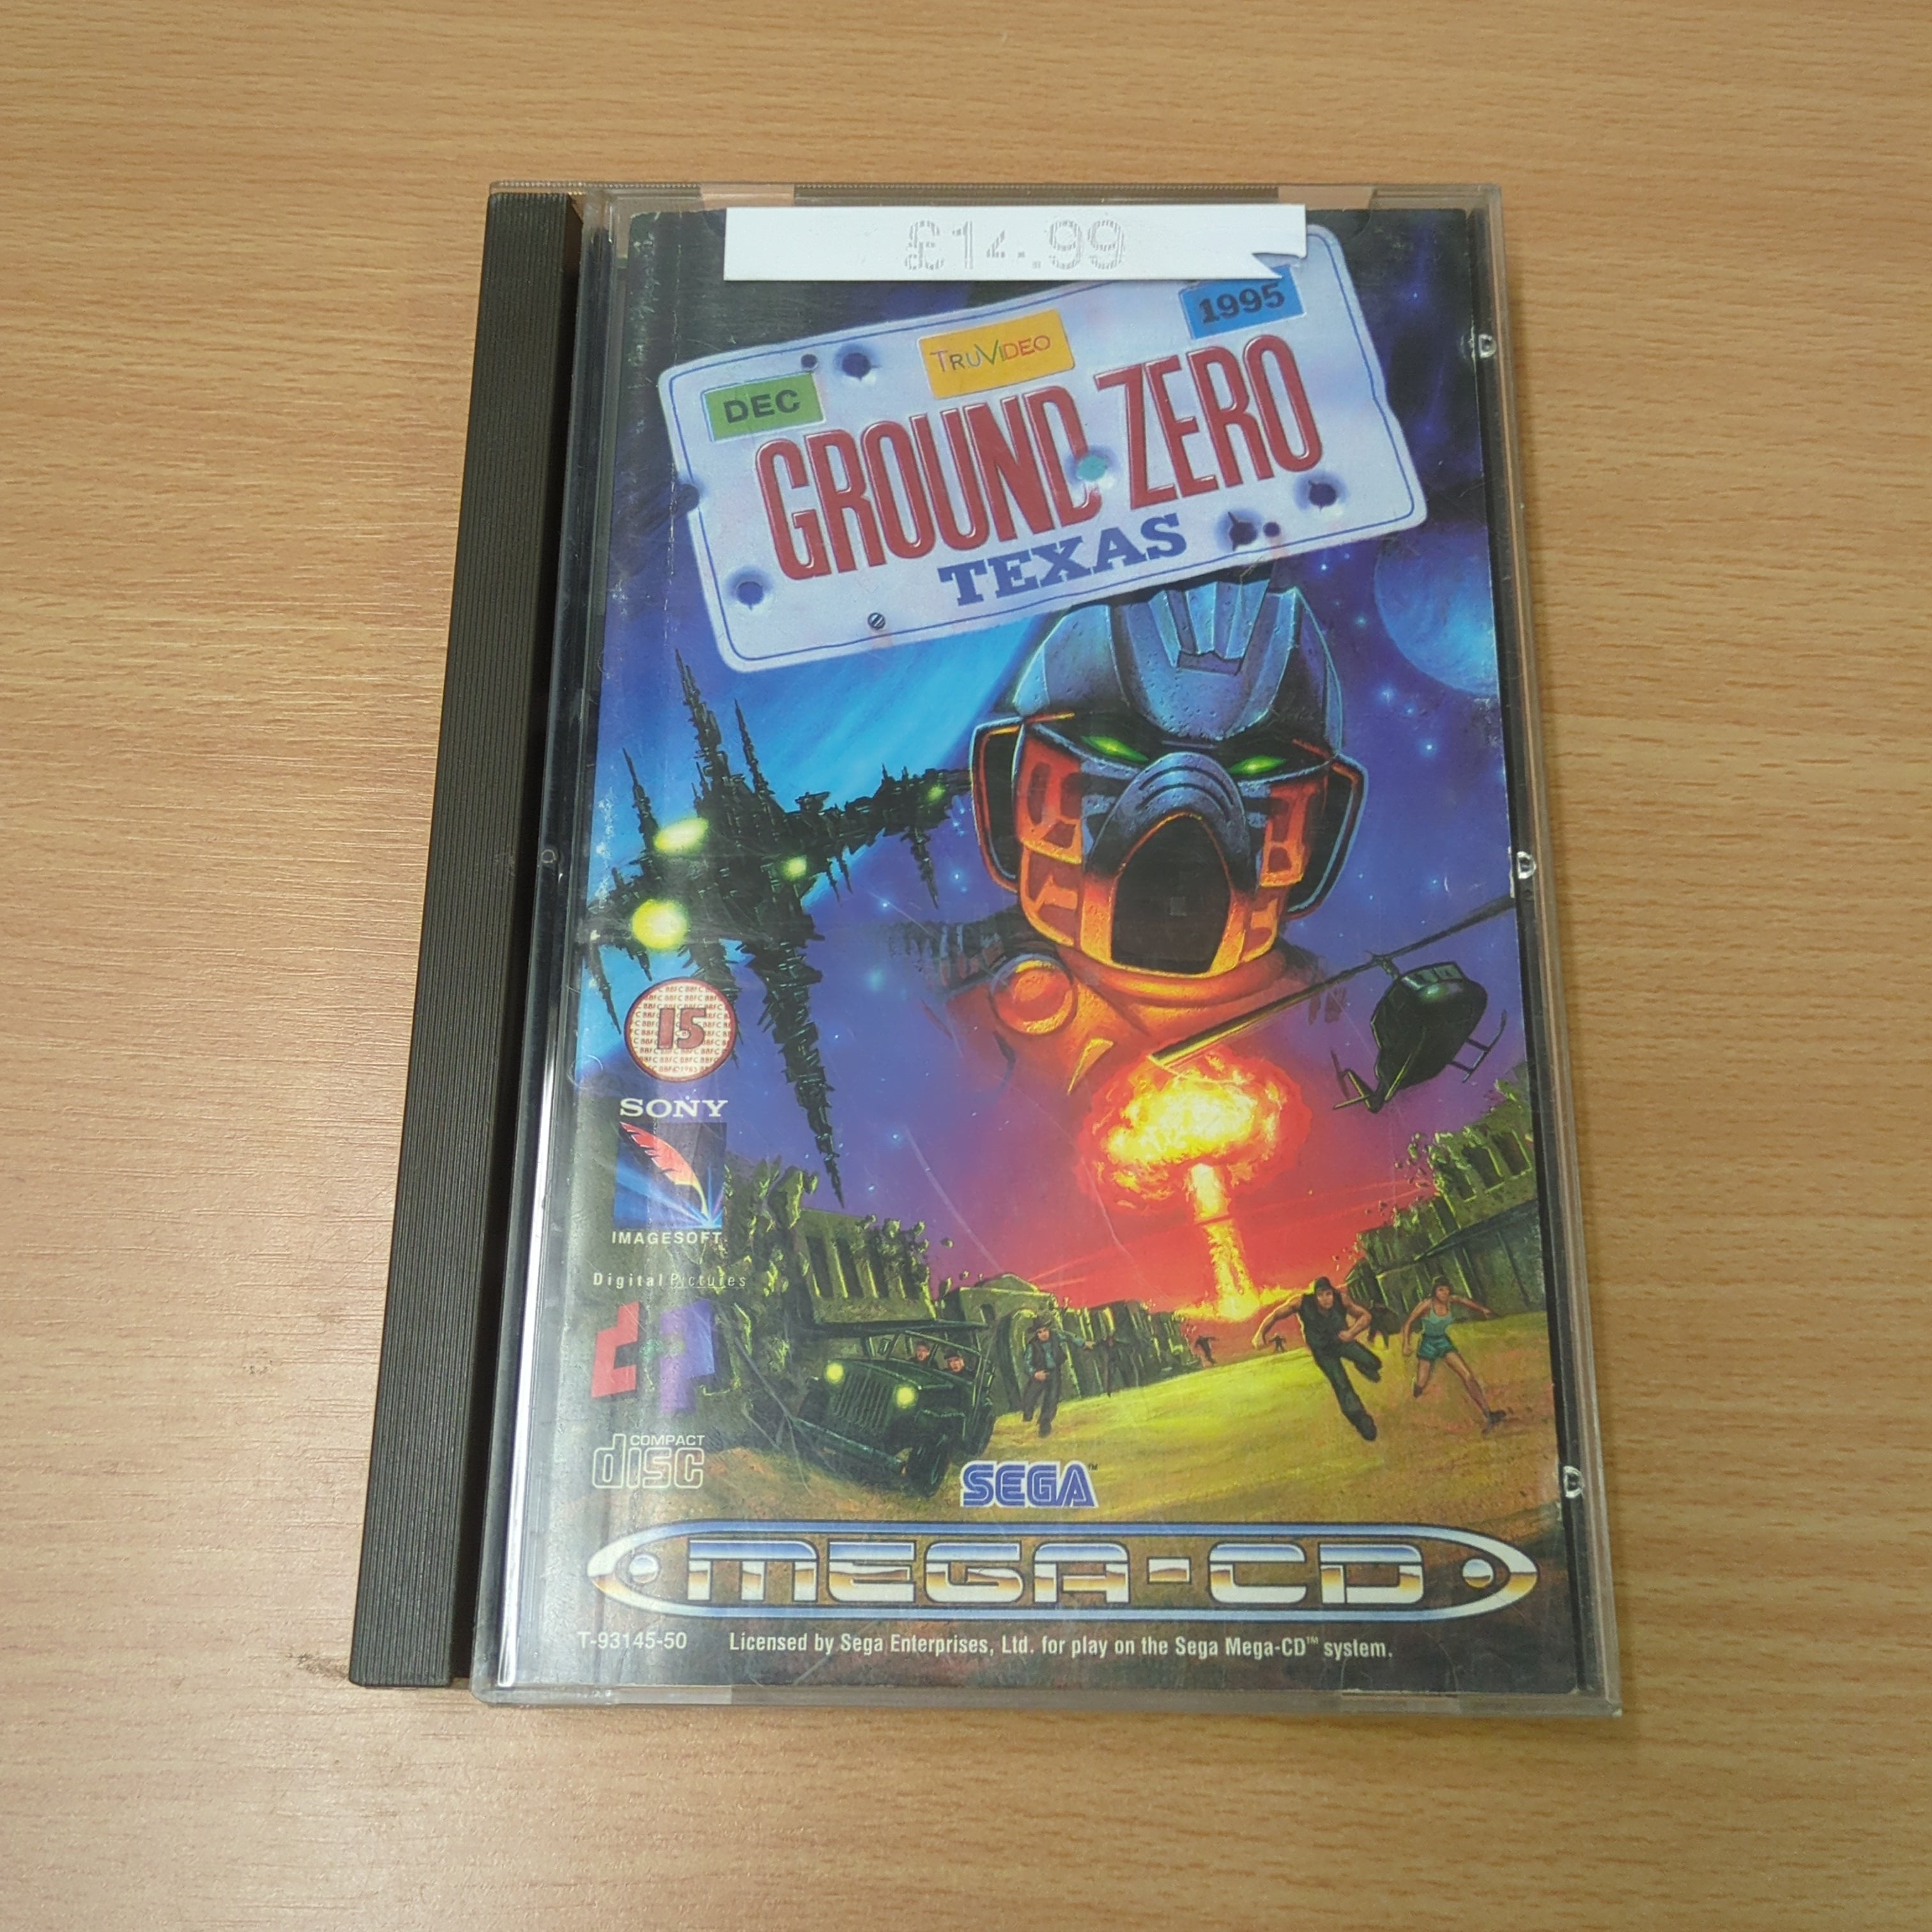 £14.99
1995
TRUVIDEO
DEC
GROUND ZERO
TEXAS
15
SONY
IMAGESOFT
Digital Pictures
COMPACT
disc
SEGA™
MEGA-CD
T-93145-50 Licensed by Sega Enterprises, Ltd. for play on the Sega Mega-CD™ system.